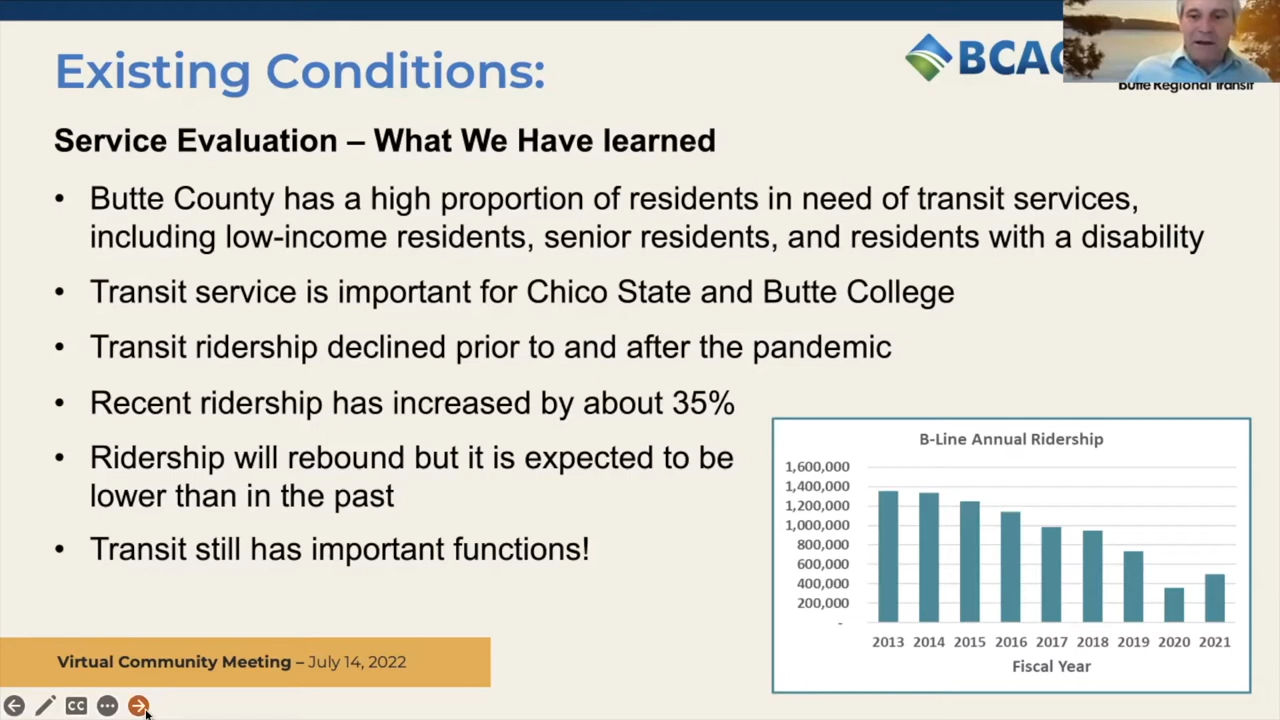 Existing Conditions:
BCAG
Butte Regional Transit
Service Evaluation – What We Have learned
• Butte County has a high proportion of residents in need of transit services,
including low-income residents, senior residents, and residents with a disability
• Transit service is important for Chico State and Butte College
• Transit ridership declined prior to and after the pandemic
• Recent ridership has increased by about 35%
• Ridership will rebound but it is expected to be
lower than in the past
• Transit still has important functions!
B-Line Annual Ridership
1,600,000
1,400,000
1,200,000
1,000,000
800,000
600,000
400,000
200,000
-
2013 2014 2015 2016 2017 2018 2019 2020 2021
Fiscal Year
Virtual Community Meeting – July 14, 2022
CC